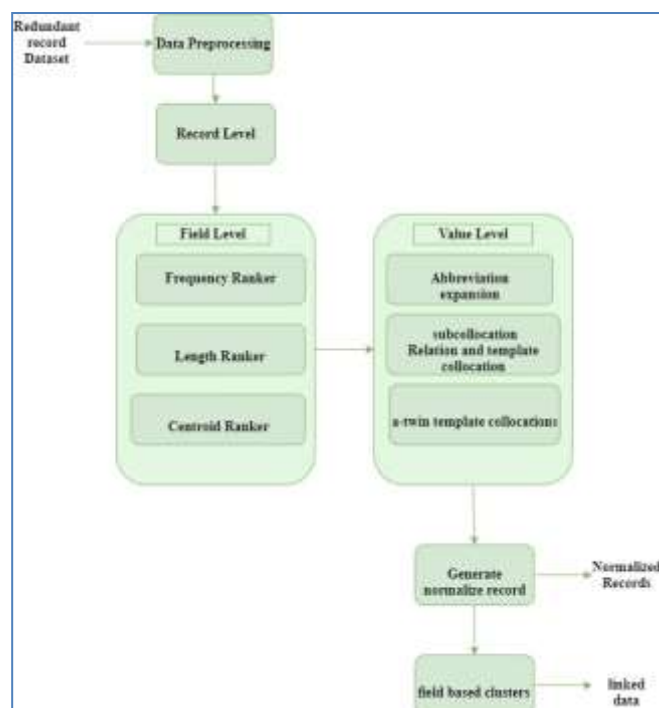 Redundant
record
Dataset
Data Preprocessing
Record Level
Field Level
Frequency Ranker
Length Ranker
Centroid Ranker
Value Level
Abbreviation
expansion
subcollocation
Relation and template
collocation
a-twin template collocations
Generate
normalize record
Normalized
Records
field based clusters
linked
data